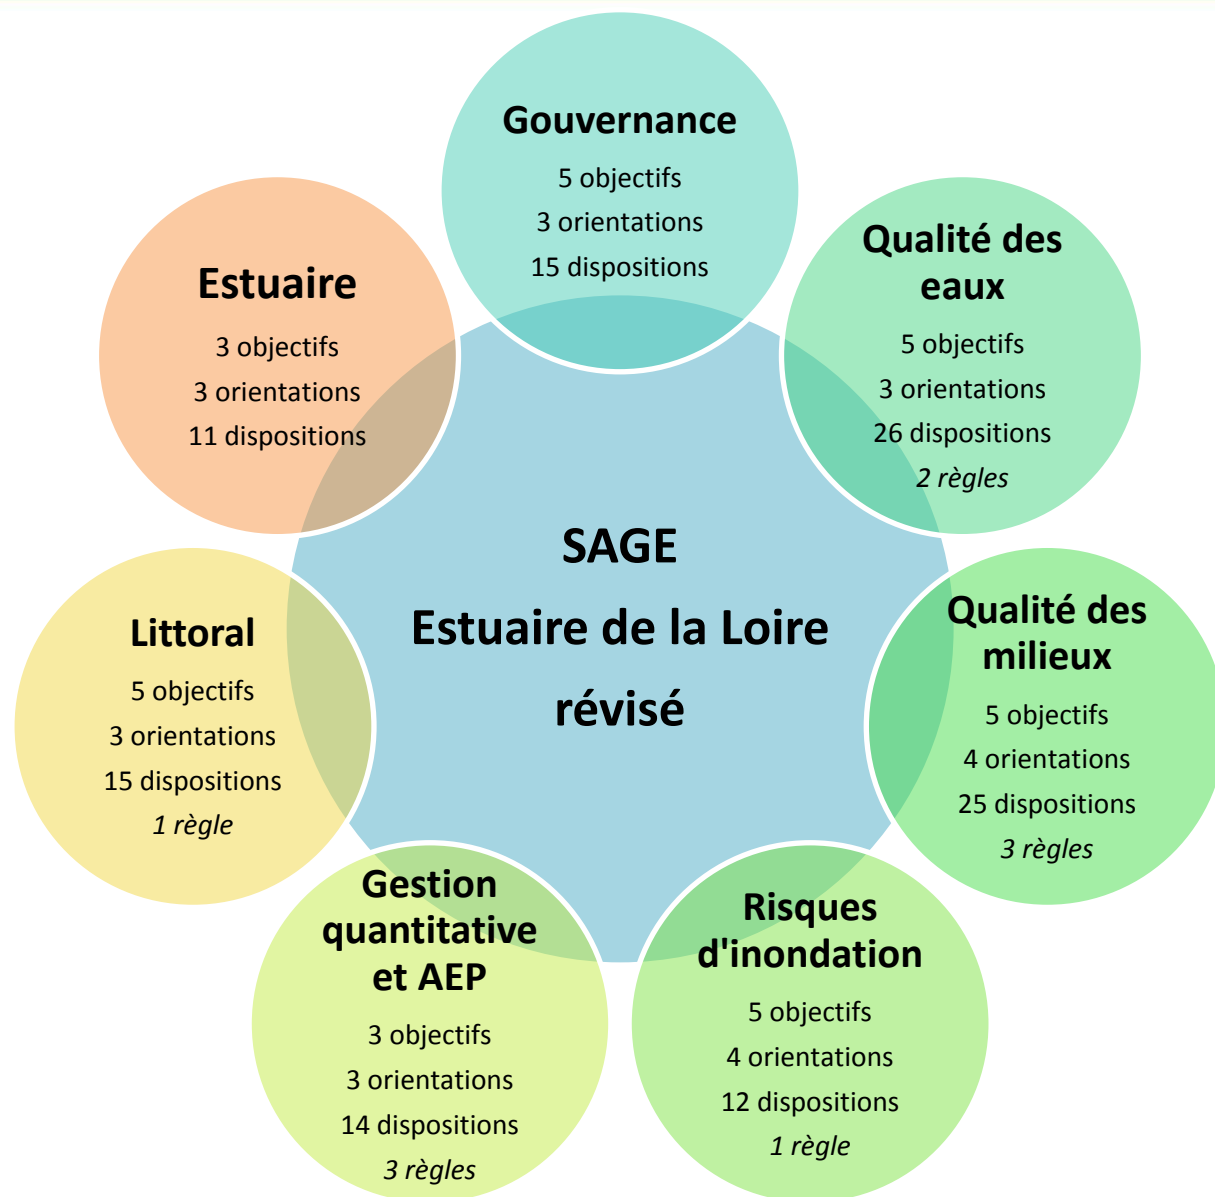 Gouvernance
5 objectifs
3 orientations
15 dispositions
Qualité des
eaux
5 objectifs
3 orientations
26 dispositions
2 règles
Qualité des
milieux
5 objectifs
4 orientations
25 dispositions
3 règles
Risques
d'inondation
5 objectifs
4 orientations
12 dispositions
1 règle
Gestion
quantitative
et AEP
3 objectifs
3 orientations
14 dispositions
3 règles
Littoral
5 objectifs
3 orientations
15 dispositions
1 règle
Estuaire
3 objectifs
3 orientations
11 dispositions
SAGE
Estuaire de la Loire
révisé